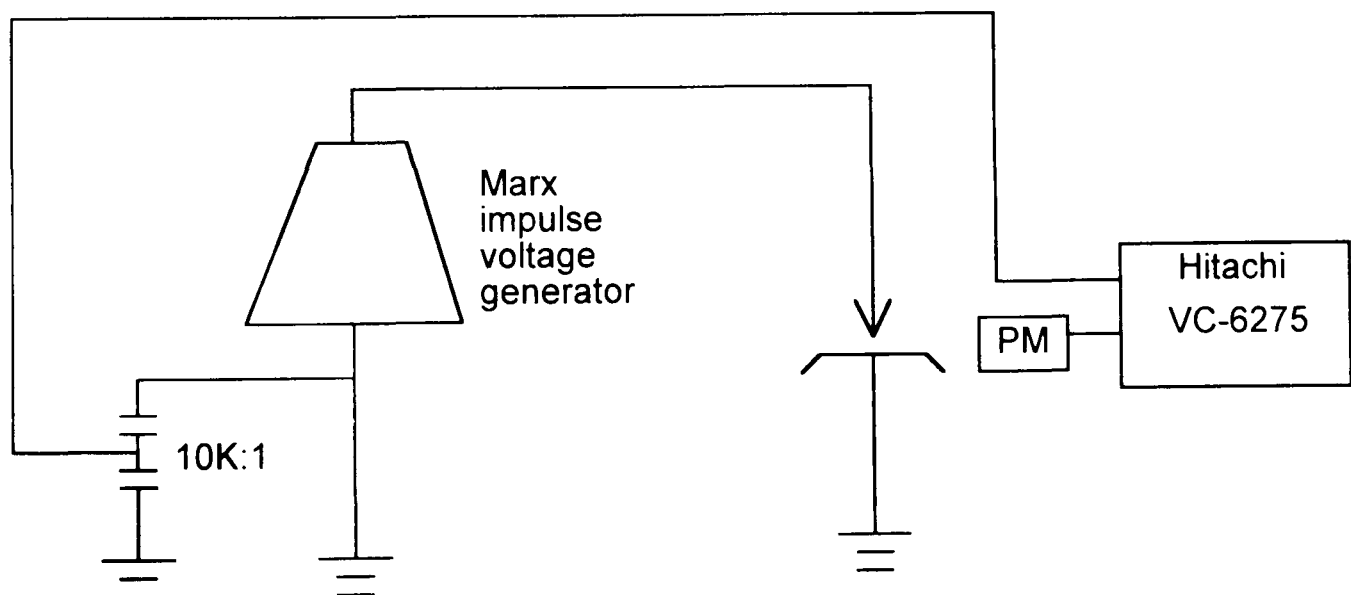 Marx
impulse
voltage
generator
Hitachi
VC-6275
PM
10K:1